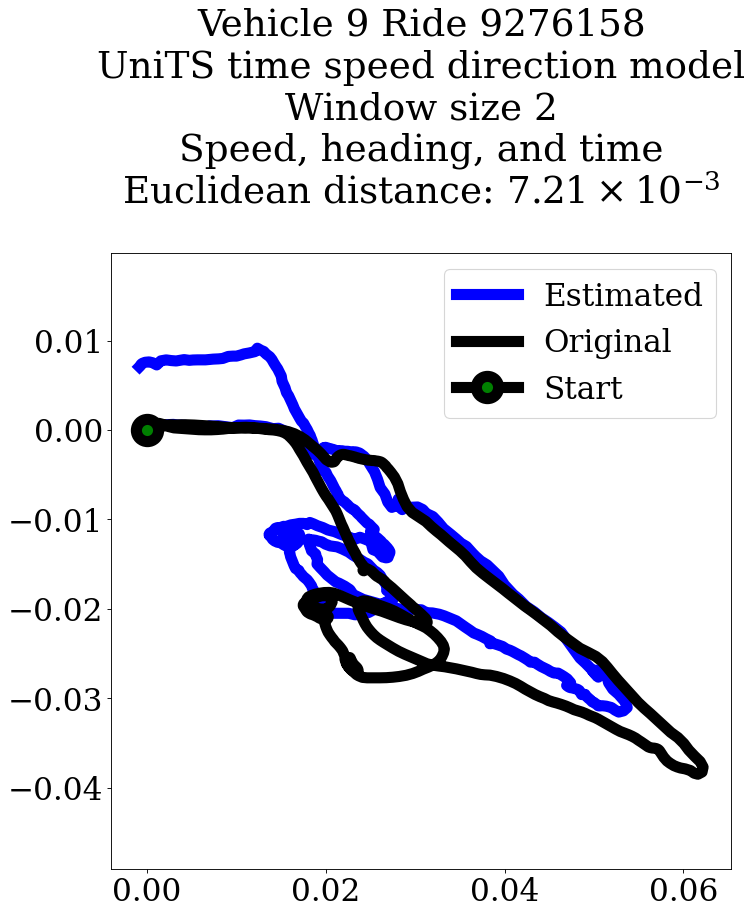 Vehicle 9 Ride 9276158
UniTS time speed direction model
Window size 2
Speed, heading, and time
Euclidean distance: 7.21 × 10⁻³
Estimated
Original
Start
0.01
0.00
−0.01
−0.02
−0.03
−0.04
0.00 0.02 0.04 0.06